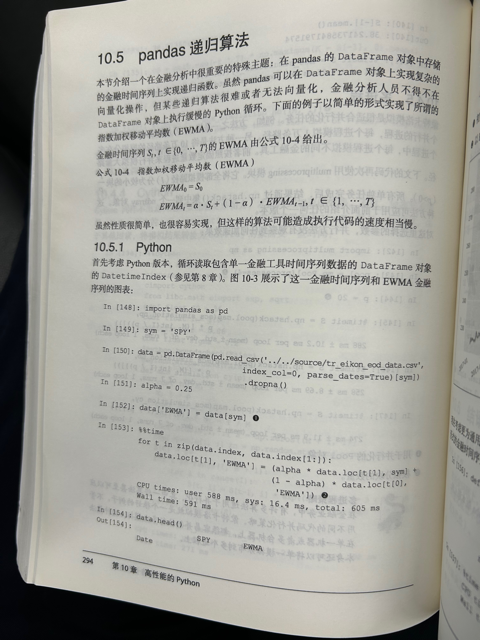 10.5 pandas 递归算法
本节介绍一个在金融分析中很重要的特殊主题：在 pandas 的 DataFrame 对象中存储
的金融时间序列上实现递归函数。虽然 pandas 可以在 DataFrame 对象上实现复杂的
向量化操作，但某些递归算法很难或者无法向量化，金融分析人员不得不在
DataFrame 对象上执行缓慢的 Python 循环。下面的例子以简单的形式实现了所谓的
指数加权移动平均数（EWMA）。
金融时间序列 Sₜ, t ∈{0, ⋯, T}的 EWMA 由公式 10-4 给出。
公式 10-4 指数加权移动平均数（EWMA）
EWMA₀ = S₀
EWMAₜ = α · Sₜ + (1 − α) · EWMAₜ₋₁, t ∈ {1, ⋯, T}
虽然性质很简单，也很容易实现，但这样的算法可能造成执行代码的速度相当慢。
10.5.1 Python
首先考虑 Python 版本，循环读取包含单一金融工具时间序列数据的 DataFrame 对象
的 DatetimeIndex（参见第 8 章）。图 10-3 展示了这一金融时间序列和 EWMA 金融
序列的图表：
In [148]: import pandas as pd
In [149]: sym = 'SPY'
In [150]: data = pd.DataFrame(pd.read_csv('../../source/tr_eikon_eod_data.csv',
index_col=0, parse_dates=True)[sym])
.dropna()
In [151]: alpha = 0.25
In [152]: data['EWMA'] = data[sym] ❶
In [153]: %%time
for t in zip(data.index, data.index[1:]):
data.loc[t[1], 'EWMA'] = (alpha * data.loc[t[1], sym] +
(1 - alpha) * data.loc[t[0],
'EWMA']) ❷
CPU times: user 588 ms, sys: 16.4 ms, total: 605 ms
Wall time: 591 ms
In [154]: data.head()
Out[154]:
SPY EWMA
Date
294 第 10 章 高性能的 Python